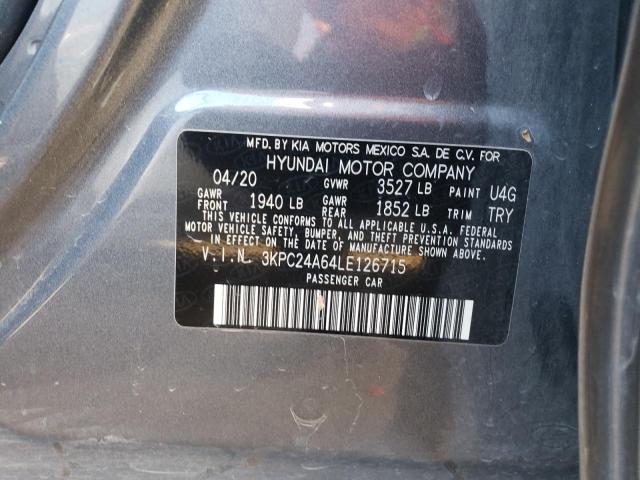 MFD. BY KIA MOTORS MEXICO S.A. DE C.V. FOR
HYUNDAI MOTOR COMPANY
04/20 GVWR 3527 LB PAINT U4G
GAWR FRONT 1940 LB GAWR REAR 1852 LB TRIM TRY
THIS VEHICLE CONFORMS TO ALL APPLICABLE U.S.A. FEDERAL
MOTOR VEHICLE SAFETY, BUMPER, AND THEFT PREVENTION STANDARDS
IN EFFECT ON THE DATE OF MANUFACTURE SHOWN ABOVE.
V.I.N. 3KPC24A64LE126715
PASSENGER CAR